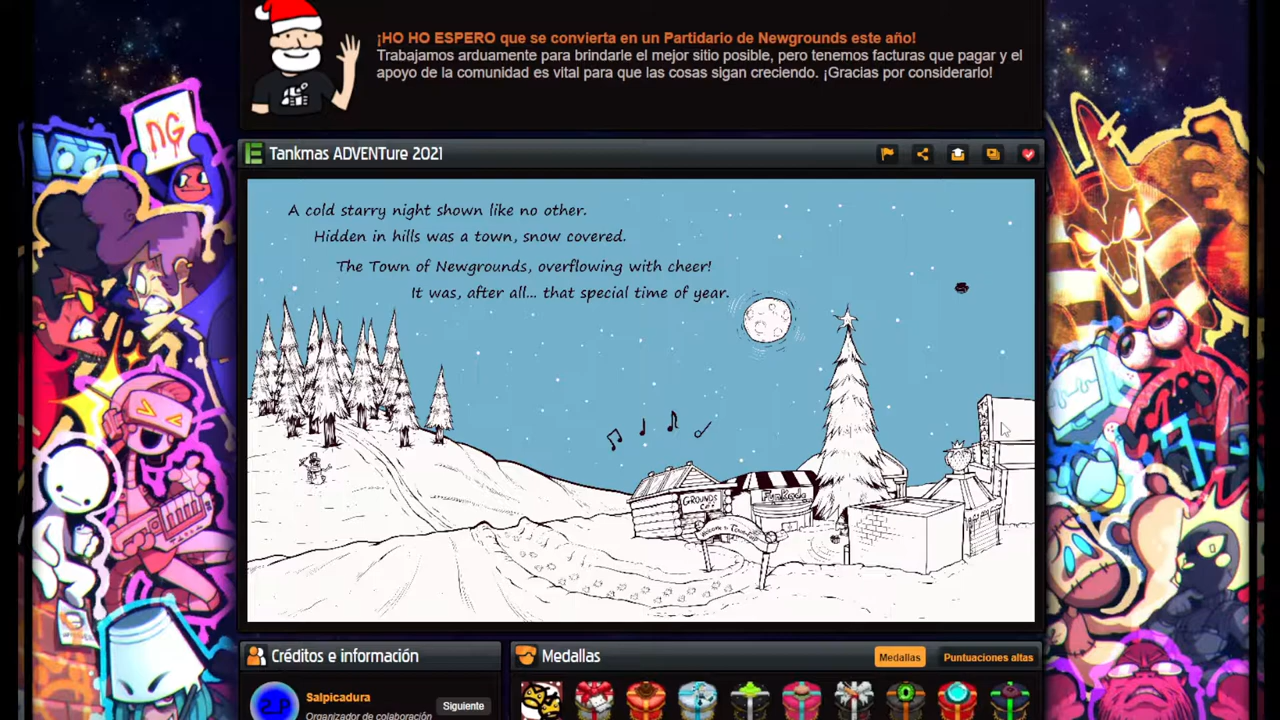 ¡HO HO ESPERO que se convierta en un Partidario de Newgrounds este año!
Trabajamos arduamente para brindarle el mejor sitio posible, pero tenemos facturas que pagar y el
apoyo de la comunidad es vital para que las cosas sigan creciendo. ¡Gracias por considerarlo!
NG
E Tankmas ADVENTure 2021
A cold starry night shown like no other.
Hidden in hills was a town, snow covered.
The Town of Newgrounds, overflowing with cheer!
It was, after all... that special time of year.
GROUNDS
Créditos e información
Medallas
Medallas
Puntuaciones altas
Salpicadura
Organizador de colaboración
Siguiente